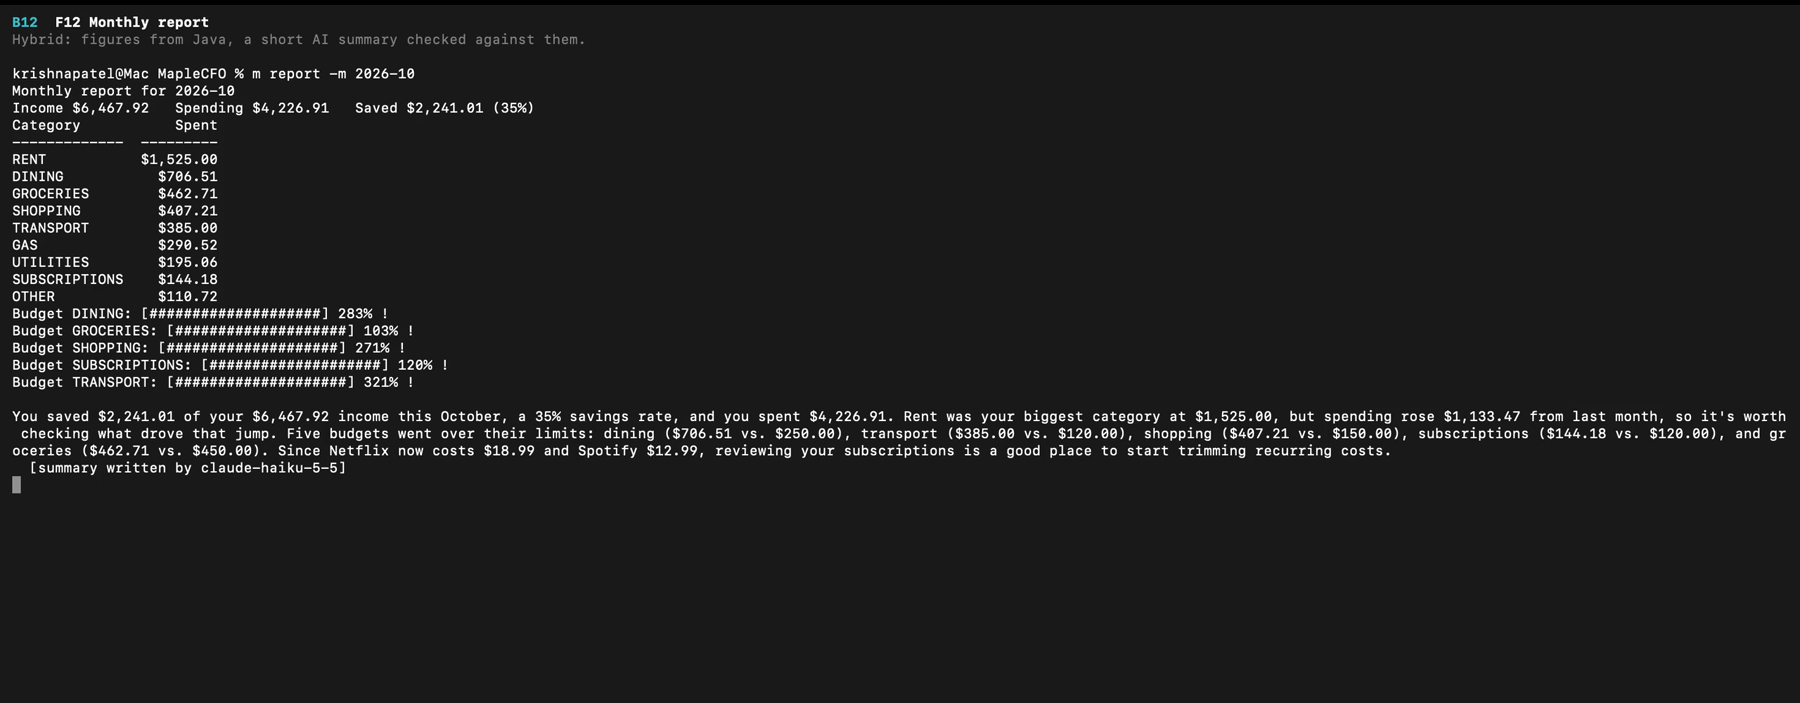 B12  F12 Monthly report
Hybrid: figures from Java, a short AI summary checked against them.
krishnapatel@Mac MapleCFO % m report -m 2026-10
Monthly report for 2026-10
Income $6,467.92   Spending $4,226.91   Saved $2,241.01 (35%)
Category           Spent
-------------  ---------
RENT           $1,525.00
DINING           $706.51
GROCERIES        $462.71
SHOPPING         $407.21
TRANSPORT        $385.00
GAS              $290.52
UTILITIES        $195.06
SUBSCRIPTIONS    $144.18
OTHER            $110.72
Budget DINING: [####################] 283% !
Budget GROCERIES: [####################] 103% !
Budget SHOPPING: [####################] 271% !
Budget SUBSCRIPTIONS: [####################] 120% !
Budget TRANSPORT: [####################] 321% !
You saved $2,241.01 of your $6,467.92 income this October, a 35% savings rate, and you spent $4,226.91. Rent was your biggest category at $1,525.00, but spending rose $1,133.47 from last month, so it's worth
 checking what drove that jump. Five budgets went over their limits: dining ($706.51 vs. $250.00), transport ($385.00 vs. $120.00), shopping ($407.21 vs. $150.00), subscriptions ($144.18 vs. $120.00), and gr
oceries ($462.71 vs. $450.00). Since Netflix now costs $18.99 and Spotify $12.99, reviewing your subscriptions is a good place to start trimming recurring costs.
  [summary written by claude-haiku-5-5]